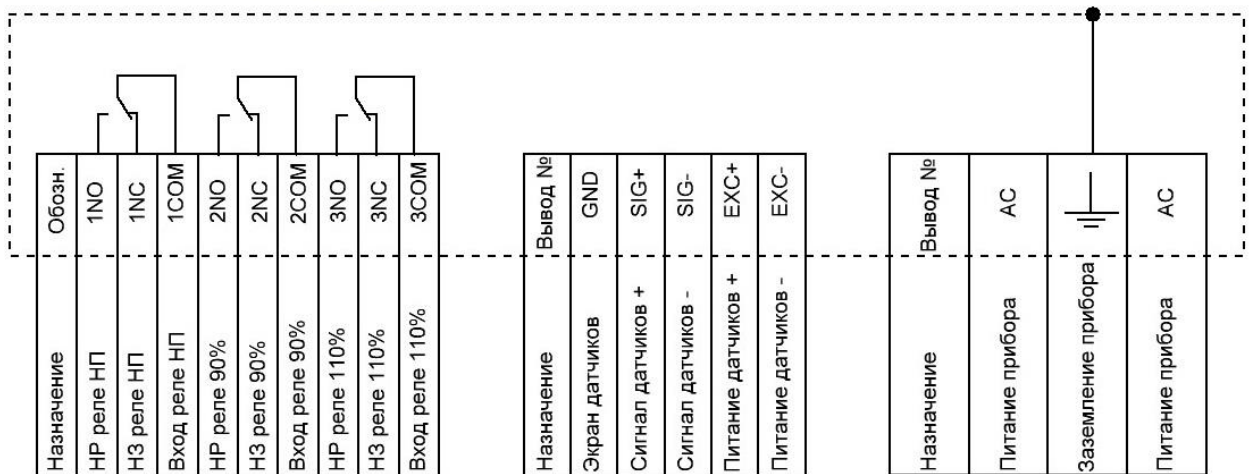 Обозн.
1NO
1NC
1COM
2NO
2NC
2COM
3NO
3NC
3COM
Назначение
НР реле НП
НЗ реле НП
Вход реле НП
НР реле 90%
НЗ реле 90%
Вход реле 90%
НР реле 110%
НЗ реле 110%
Вход реле 110%
Вывод №
GND
SIG+
SIG-
EXC+
EXC-
Назначение
Экран датчиков
Сигнал датчиков +
Сигнал датчиков -
Питание датчиков +
Питание датчиков -
Вывод №
AC
AC
Назначение
Питание прибора
Заземление прибора
Питание прибора